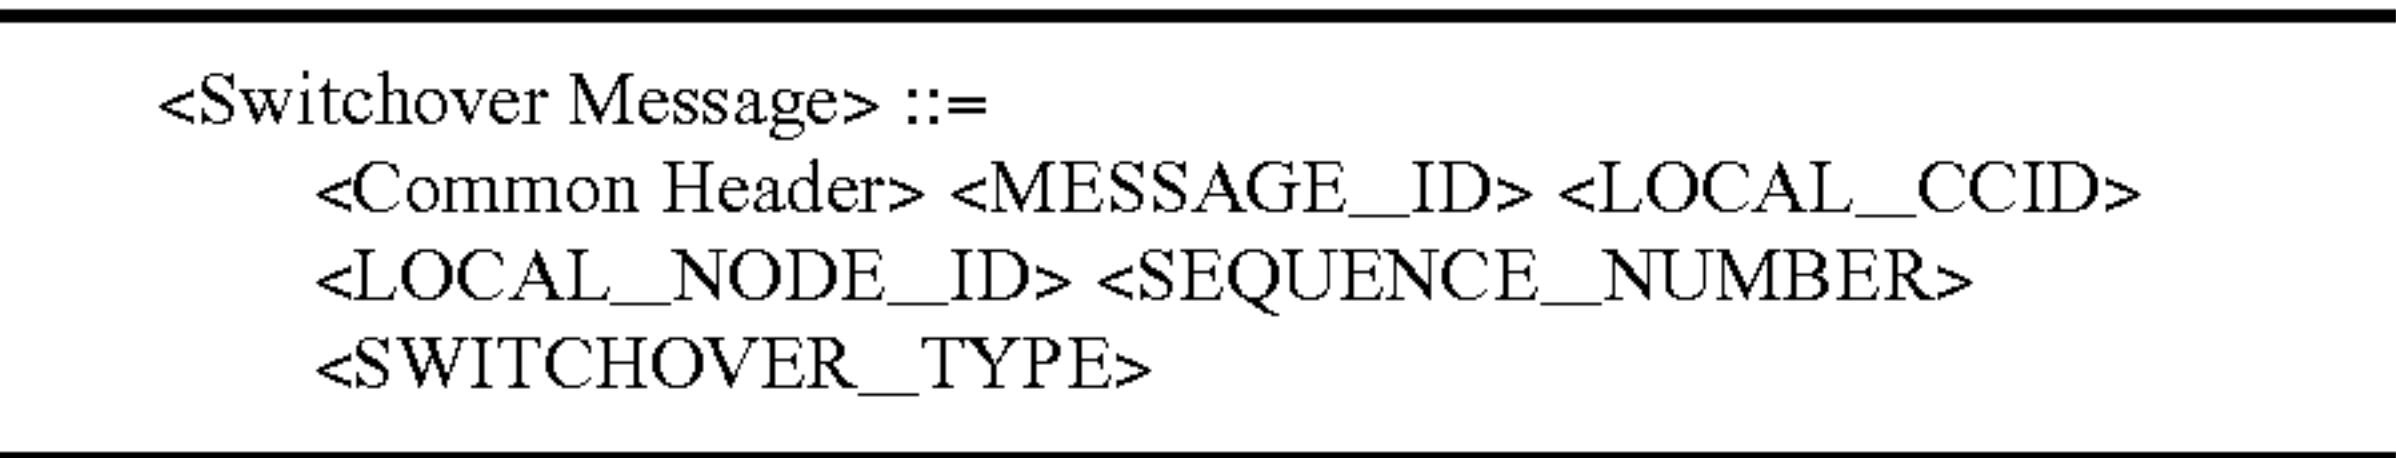 <Switchover Message> ::=
<Common Header> <MESSAGE_ID> <LOCAL_CCID>
<LOCAL_NODE_ID> <SEQUENCE_NUMBER>
<SWITCHOVER_TYPE>